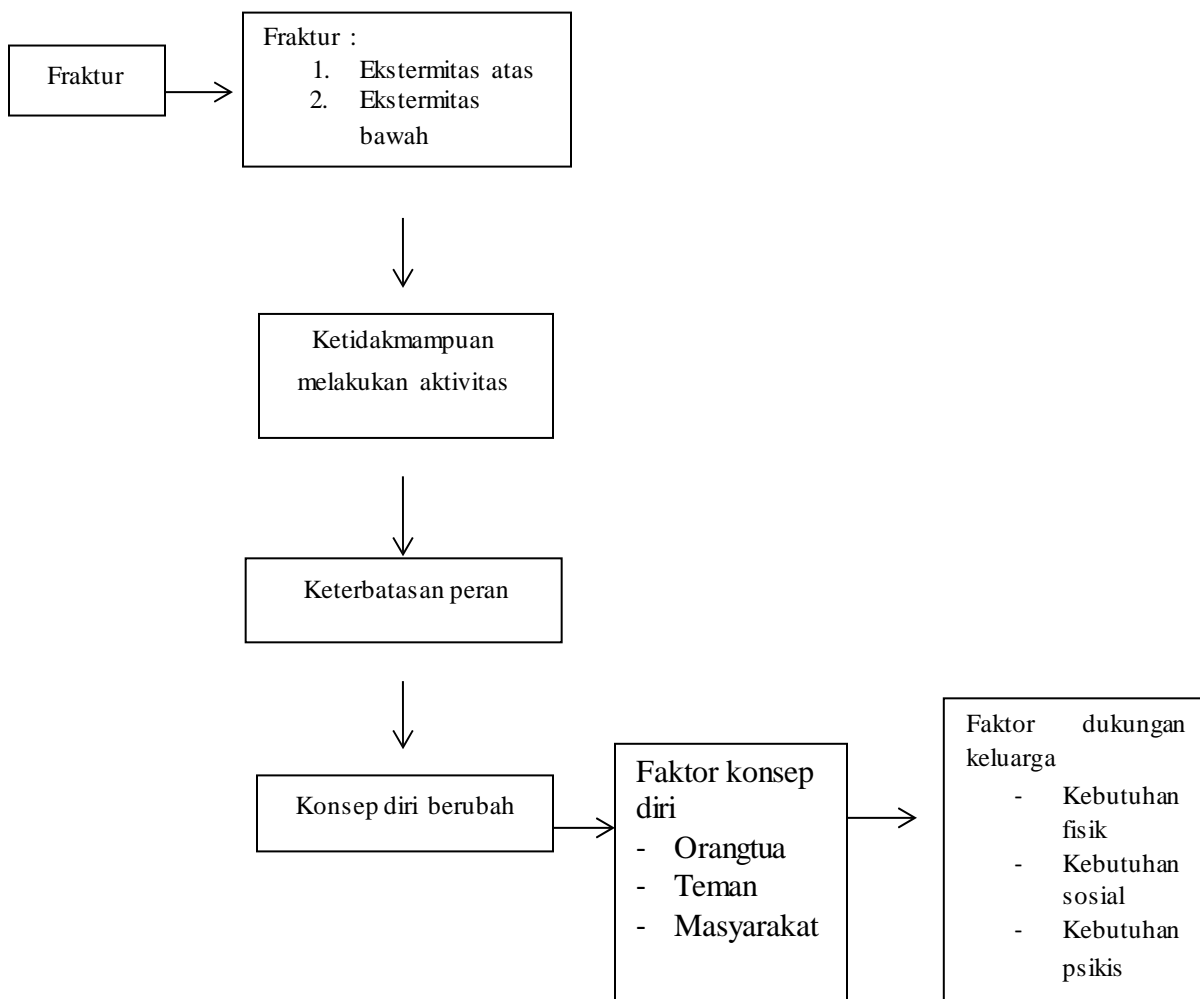 Fraktur
Fraktur :
1. Ekstermitas atas
2. Ekstermitas
bawah
Ketidakmampuan
melakukan aktivitas
Keterbatasan peran
Konsep diri berubah
Faktor konsep
diri
- Orangtua
- Teman
- Masyarakat
Faktor dukungan
keluarga
- Kebutuhan
fisik
- Kebutuhan
sosial
- Kebutuhan
psikis